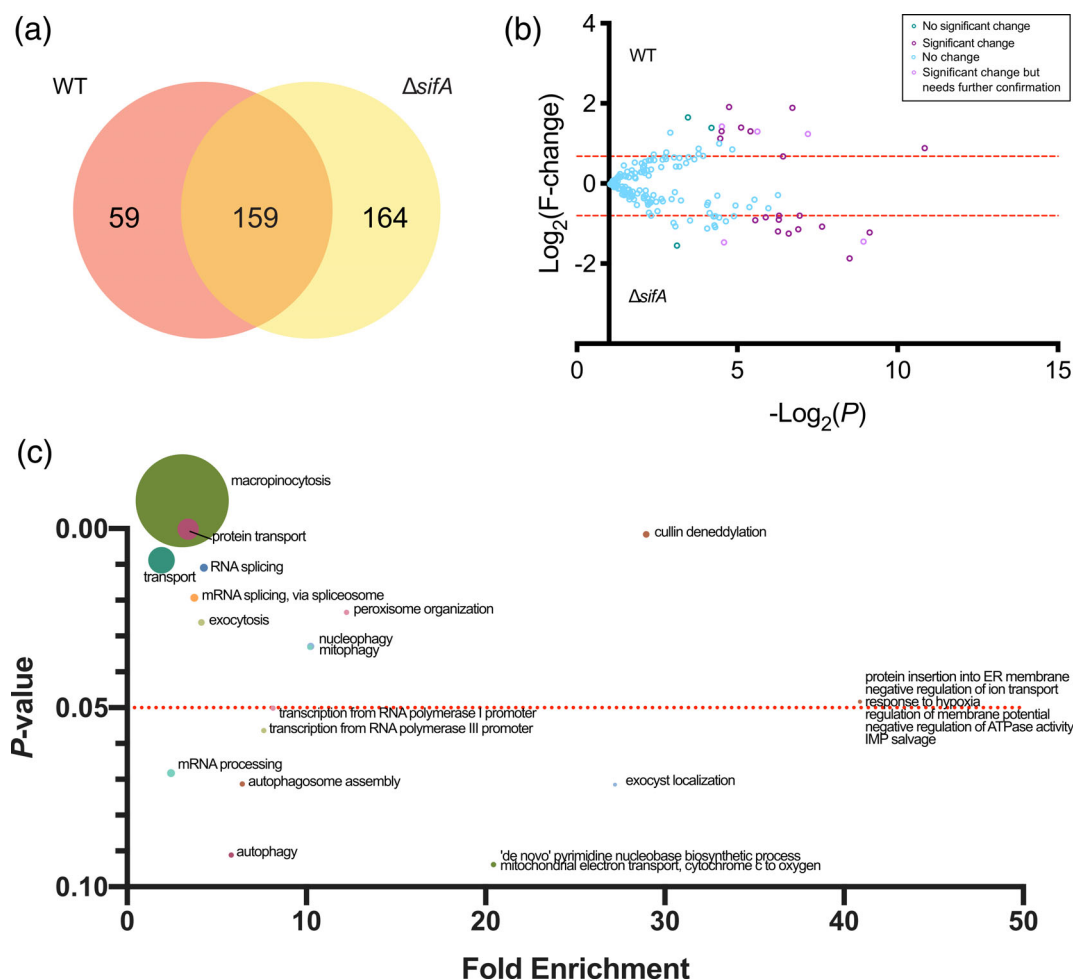 (a)
WT
ΔsifA
59
159
164
(b)
4
2
0
-2
Log2(F-change)
WT
ΔsifA
No significant change
Significant change
No change
Significant change but
needs further confirmation
0
5
10
15
-Log2(P)
(c)
macropinocytosis
0.00
protein transport
cullin deneddylation
transport
RNA splicing
mRNA splicing, via spliceosome
peroxisome organization
exocytosis
nucleophagy
mitophagy
P-value
0.05
protein insertion into ER membrane
negative regulation of ion transport
response to hypoxia
regulation of membrane potential
negative regulation of ATPase activity
IMP salvage
transcription from RNA polymerase I promoter
transcription from RNA polymerase III promoter
mRNA processing
autophagosome assembly
exocyst localization
autophagy
'de novo' pyrimidine nucleobase biosynthetic process
mitochondrial electron transport, cytochrome c to oxygen
0.10
0
10
20
30
40
50
Fold Enrichment